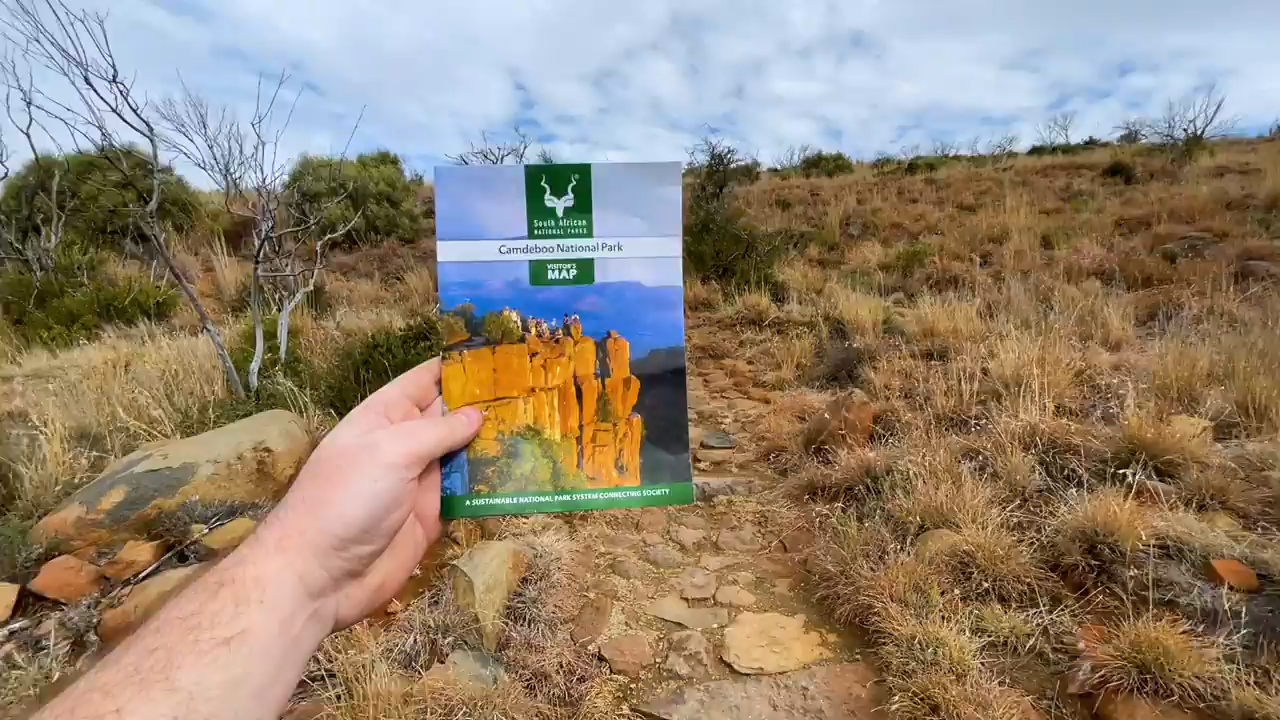 ®
South African
NATIONAL PARKS
Camdeboo National Park
VISITOR'S
MAP
A SUSTAINABLE NATIONAL PARK SYSTEM CONNECTING SOCIETY